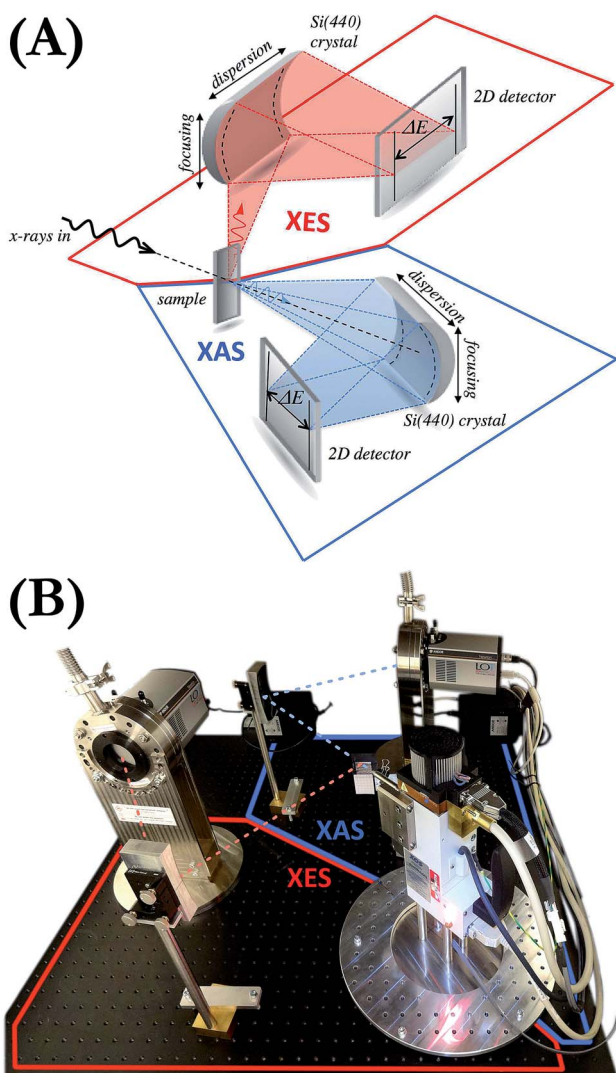 (A)
Si(440)
crystal
dispersion
2D detector
focusing
ΔE
XES
x-rays in
sample
dispersion
XAS
focusing
ΔE
Si(440) crystal
2D detector
(B)
XAS
XES